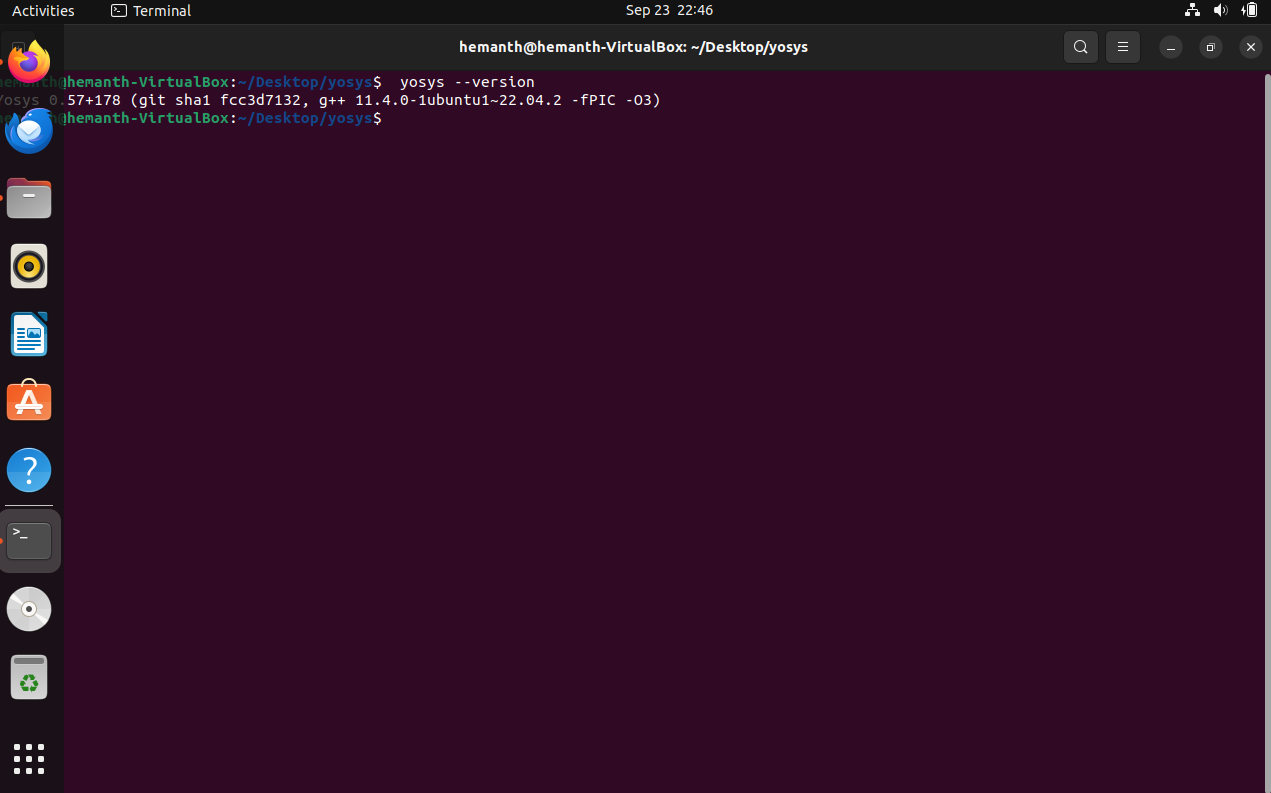 Activities
Terminal
Sep 23 22:46
hemanth@hemanth-VirtualBox: ~/Desktop/yosys
hemanth@hemanth-VirtualBox:~/Desktop/yosys$  yosys --version
Yosys 0.57+178 (git sha1 fcc3d7132, g++ 11.4.0-1ubuntu1~22.04.2 -fPIC -O3)
@hemanth-VirtualBox:~/Desktop/yosys$